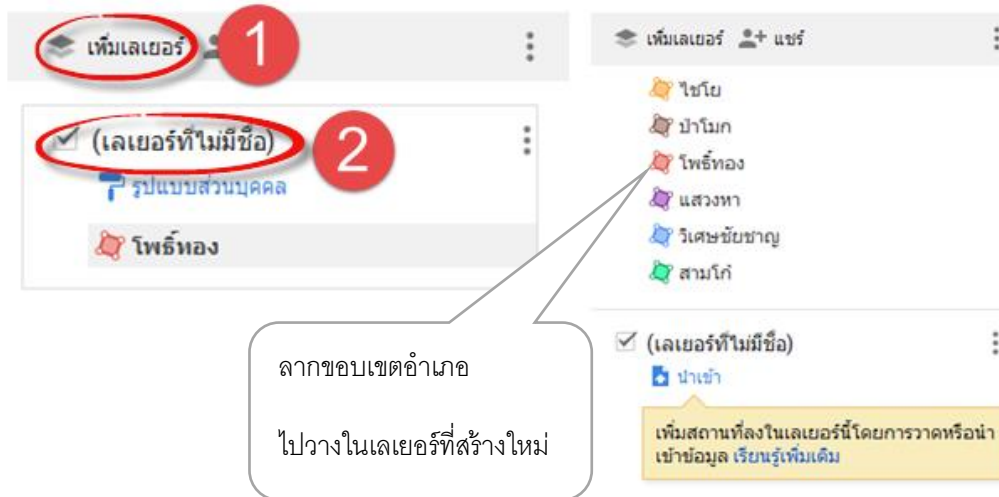 เพิ่มเลเยอร์
1
(เลเยอร์ที่ไม่มีชื่อ)
2
รูปแบบส่วนบุคคล
โพธิ์ทอง
ลากขอบเขตอำเภอ
ไปวางในเลเยอร์ที่สร้างใหม่
เพิ่มเลเยอร์ แชร์
ไชโย
ป่าโมก
โพธิ์ทอง
แสวงหา
วิเศษชัยชาญ
สามโก้
(เลเยอร์ที่ไม่มีชื่อ)
นำเข้า
เพิ่มสถานที่ลงในเลเยอร์นี้โดยการวาดหรือนำ
เข้าข้อมูล เรียนรู้เพิ่มเติม